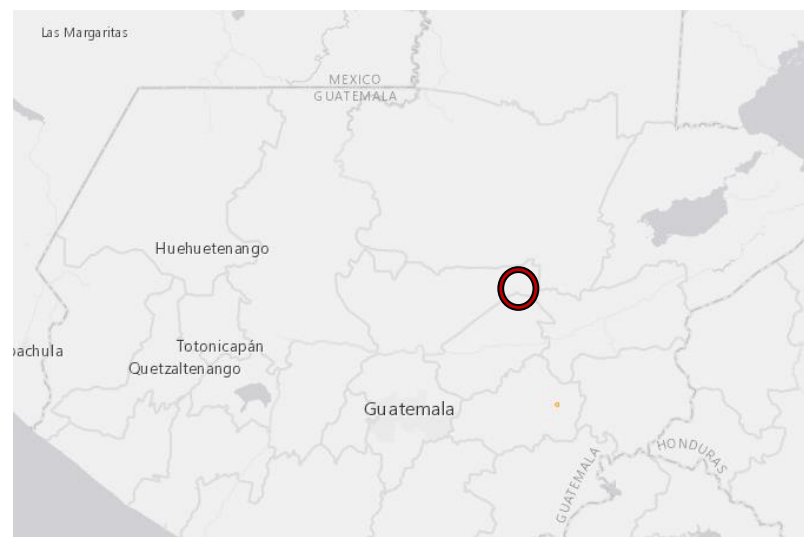 Las Margaritas
MEXICO
GUATEMALA
Huehuetenango
pachula
Totonicapán
Quetzaltenango
Guatemala
HONDURAS
GUATEMALA